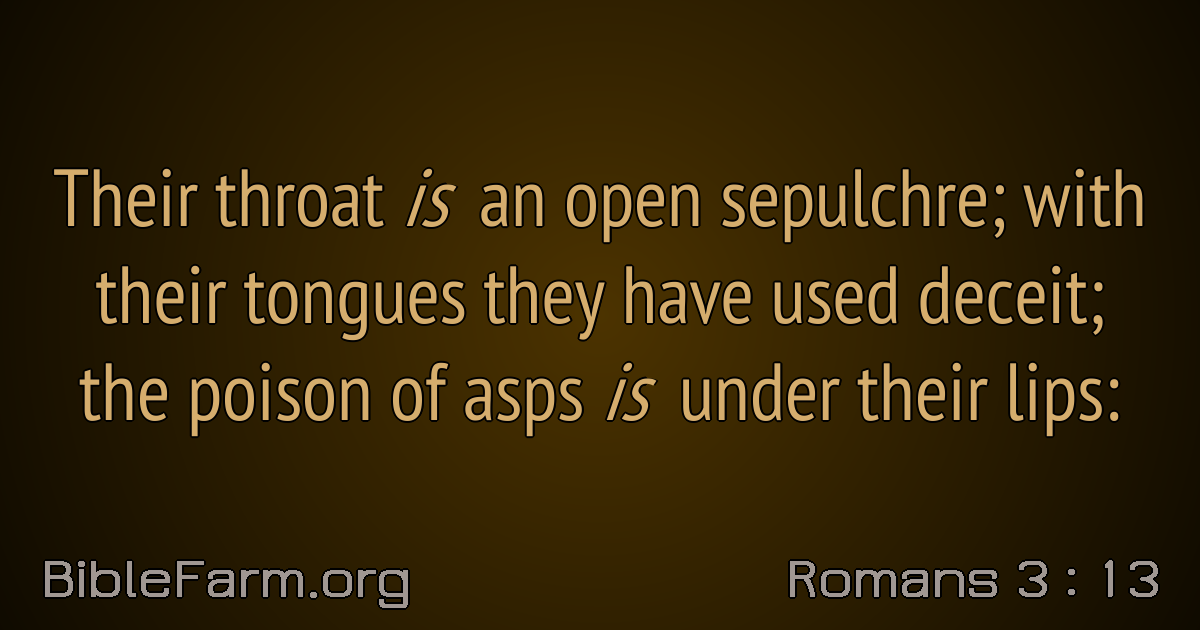 Their throat is an open sepulchre; with
their tongues they have used deceit;
the poison of asps is under their lips:
BibleFarm.org
Romans 3 : 13